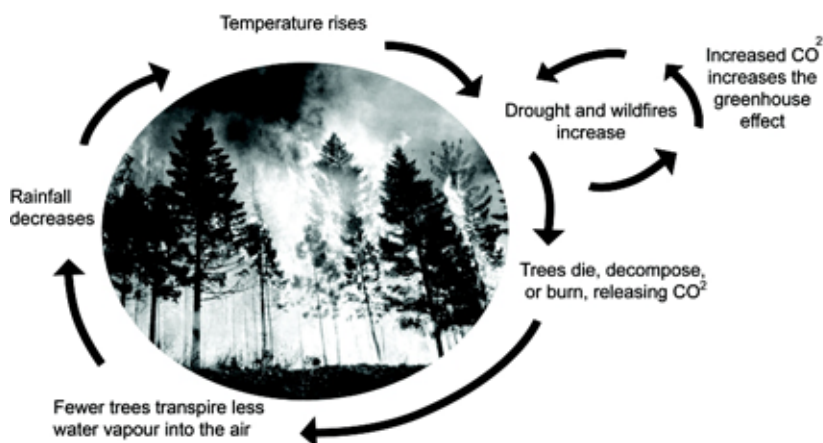 Temperature rises
Increased CO²
increases the
greenhouse
effect
Drought and wildfires
increase
Trees die, decompose,
or burn, releasing CO²
Fewer trees transpire less
water vapour into the air
Rainfall
decreases